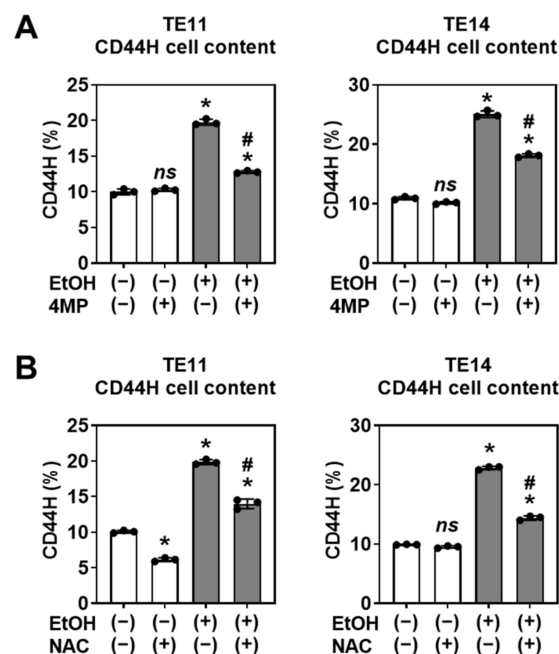 A
TE11
CD44H cell content
TE14
CD44H cell content
CD44H (%)
25
20
15
10
5
0
*
ns
#
*
CD44H (%)
30
20
10
0
*
ns
#
*
EtOH (−) (−) (+) (+)
4MP (−) (+) (−) (+)
(−) (−) (+) (+)
(−) (+) (−) (+)
B
TE11
CD44H cell content
TE14
CD44H cell content
CD44H (%)
25
20
15
10
5
0
*
*
#
*
CD44H (%)
30
20
10
0
*
ns
#
*
EtOH (−) (−) (+) (+)
NAC (−) (+) (−) (+)
EtOH (−) (−) (+) (+)
NAC (−) (+) (−) (+)